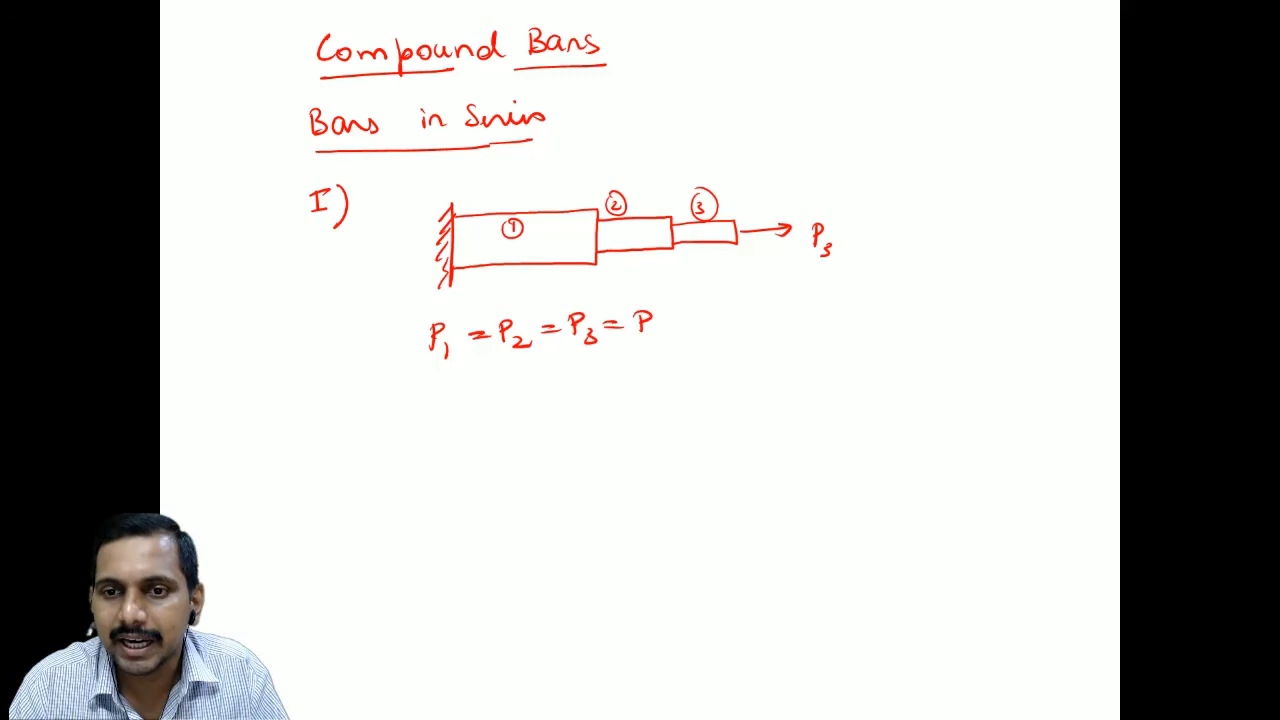 Compound Bars
Bars in Series
I)
① ② ③
P₃
P₁ = P₂ = P₃ = P